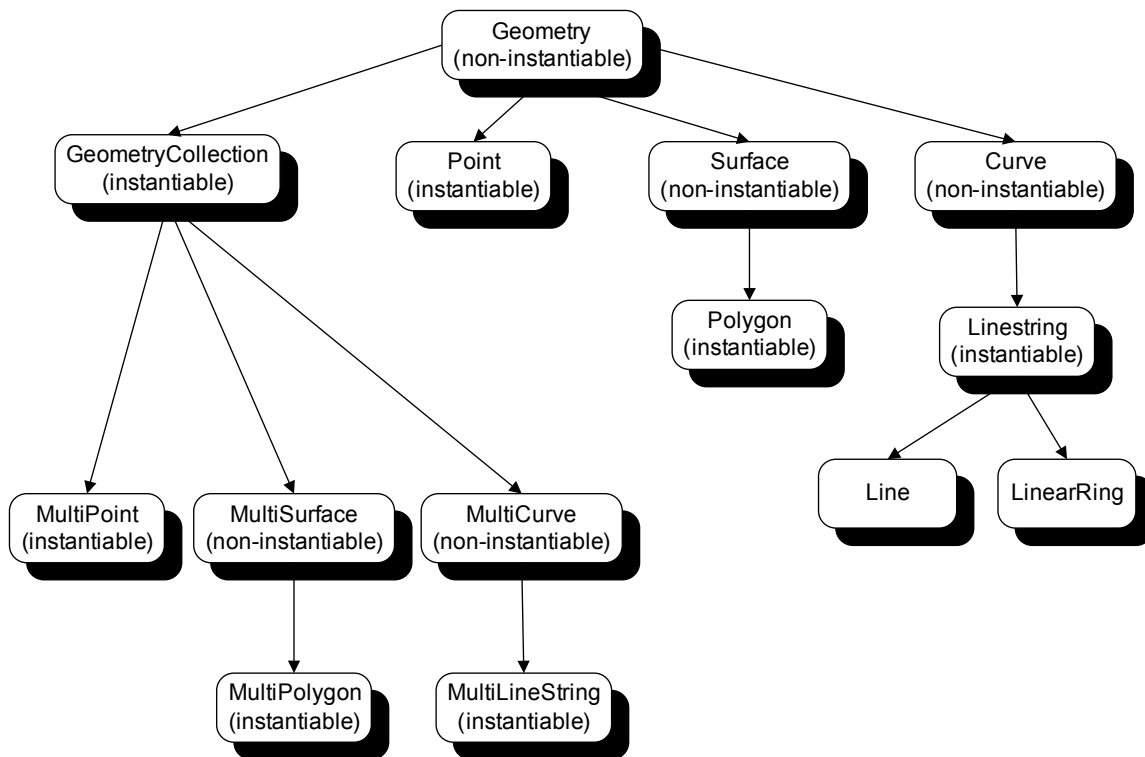 Geometry
(non-instantiable)
GeometryCollection
(instantiable)
Point
(instantiable)
Surface
(non-instantiable)
Curve
(non-instantiable)
Polygon
(instantiable)
Linestring
(instantiable)
Line
LinearRing
MultiPoint
(instantiable)
MultiSurface
(non-instantiable)
MultiCurve
(non-instantiable)
MultiPolygon
(instantiable)
MultiLineString
(instantiable)